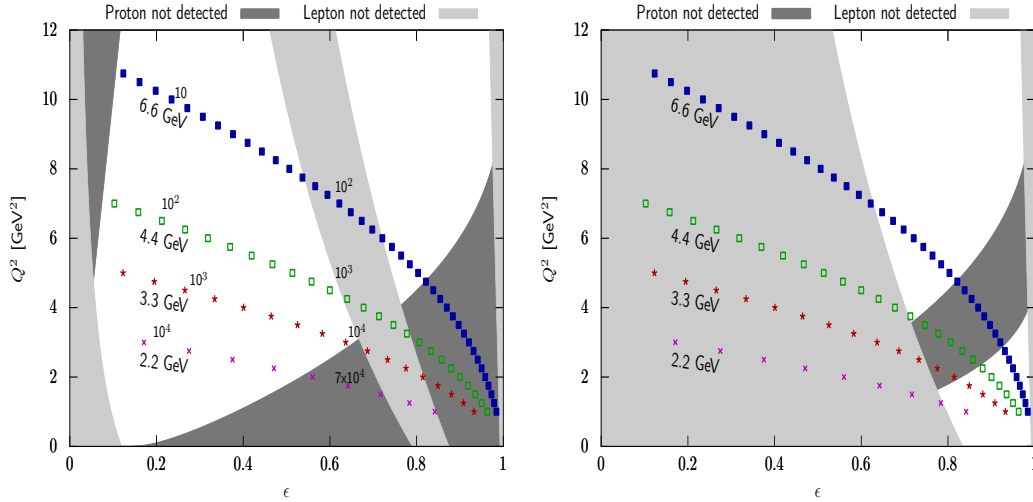 Proton not detected Lepton not detected
12
10
8
6
4
2
0
Q² [GeV²]
10
6.6 GeV
10²
10²
4.4 GeV
10³
10³
3.3 GeV
10⁴
10⁴
2.2 GeV
7x10⁴
0 0.2 0.4 0.6 0.8 1
ϵ
Proton not detected Lepton not detected
12
10
8
6
4
2
0
Q² [GeV²]
6.6 GeV
4.4 GeV
3.3 GeV
2.2 GeV
0 0.2 0.4 0.6 0.8 1
ϵ